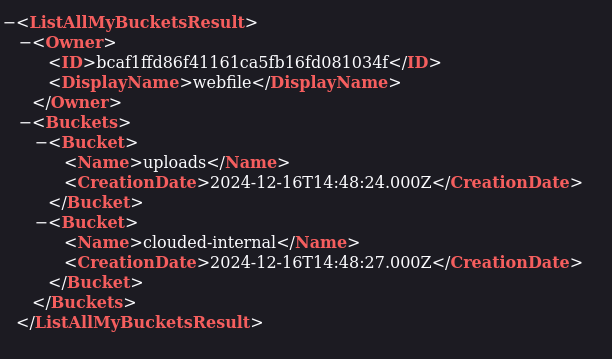 −<ListAllMyBucketsResult>
−<Owner>
<ID>bcaf1ffd86f41161ca5fb16fd081034f</ID>
<DisplayName>webfile</DisplayName>
</Owner>
−<Buckets>
−<Bucket>
<Name>uploads</Name>
<CreationDate>2024-12-16T14:48:24.000Z</CreationDate>
</Bucket>
−<Bucket>
<Name>clouded-internal</Name>
<CreationDate>2024-12-16T14:48:27.000Z</CreationDate>
</Bucket>
</Buckets>
</ListAllMyBucketsResult>